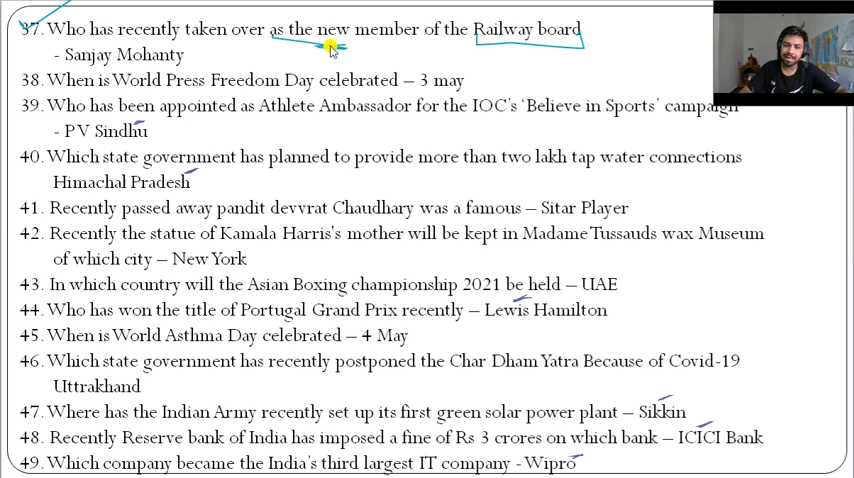 37. Who has recently taken over as the new member of the Railway board
- Sanjay Mohanty
38. When is World Press Freedom Day celebrated – 3 may
39. Who has been appointed as Athlete Ambassador for the IOC's ‘Believe in Sports’ campaign
- PV Sindhu
40. Which state government has planned to provide more than two lakh tap water connections
Himachal Pradesh
41. Recently passed away pandit devvrat Chaudhary was a famous – Sitar Player
42. Recently the statue of Kamala Harris's mother will be kept in Madame Tussauds wax Museum
of which city – New York
43. In which country will the Asian Boxing championship 2021 be held – UAE
44. Who has won the title of Portugal Grand Prix recently – Lewis Hamilton
45. When is World Asthma Day celebrated – 4 May
46. Which state government has recently postponed the Char Dham Yatra Because of Covid-19
Uttrakhand
47. Where has the Indian Army recently set up its first green solar power plant – Sikkin
48. Recently Reserve bank of India has imposed a fine of Rs 3 crores on which bank – ICICI Bank
49. Which company became the India's third largest IT company - Wipro